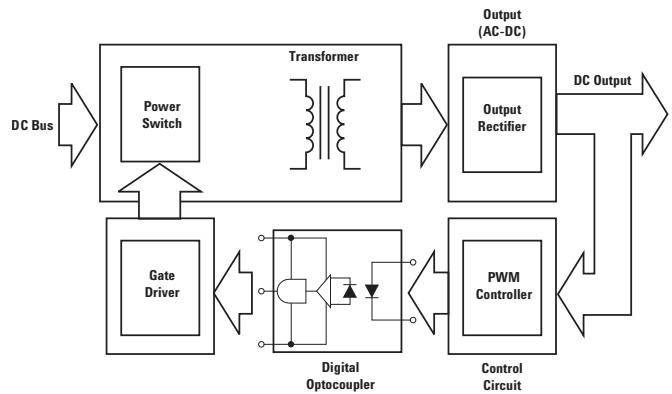 Output
(AC-DC)
Transformer
DC Output
Power
Switch
Output
Rectifier
DC Bus
Gate
Driver
PWM
Controller
Digital
Optocoupler
Control
Circuit